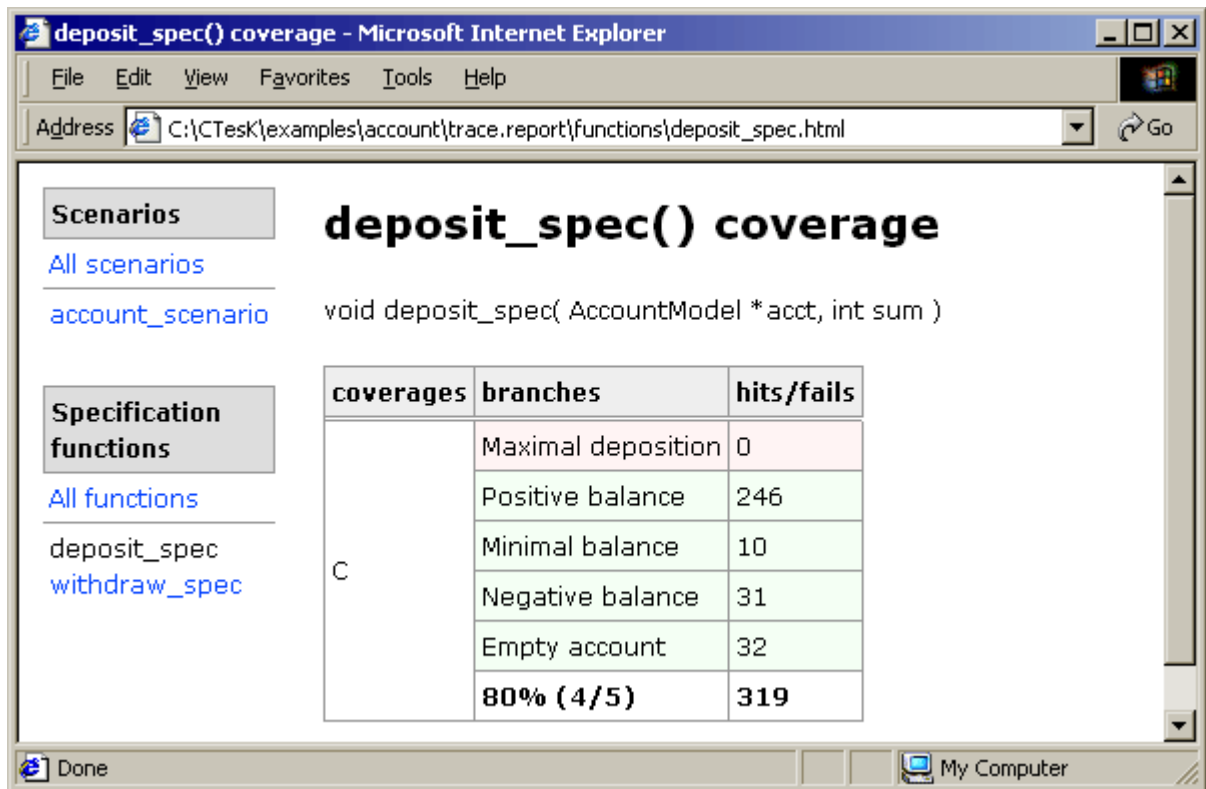 deposit_spec() coverage - Microsoft Internet Explorer
File Edit View Favorites Tools Help
Address C:\CTesK\examples\account\trace.report\functions\deposit_spec.html Go
Scenarios
All scenarios
account_scenario
Specification
functions
All functions
deposit_spec
withdraw_spec
deposit_spec() coverage
void deposit_spec( AccountModel *acct, int sum )
coverages branches hits/fails
C
Maximal deposition 0
Positive balance 246
Minimal balance 10
Negative balance 31
Empty account 32
80% (4/5) 319
Done My Computer